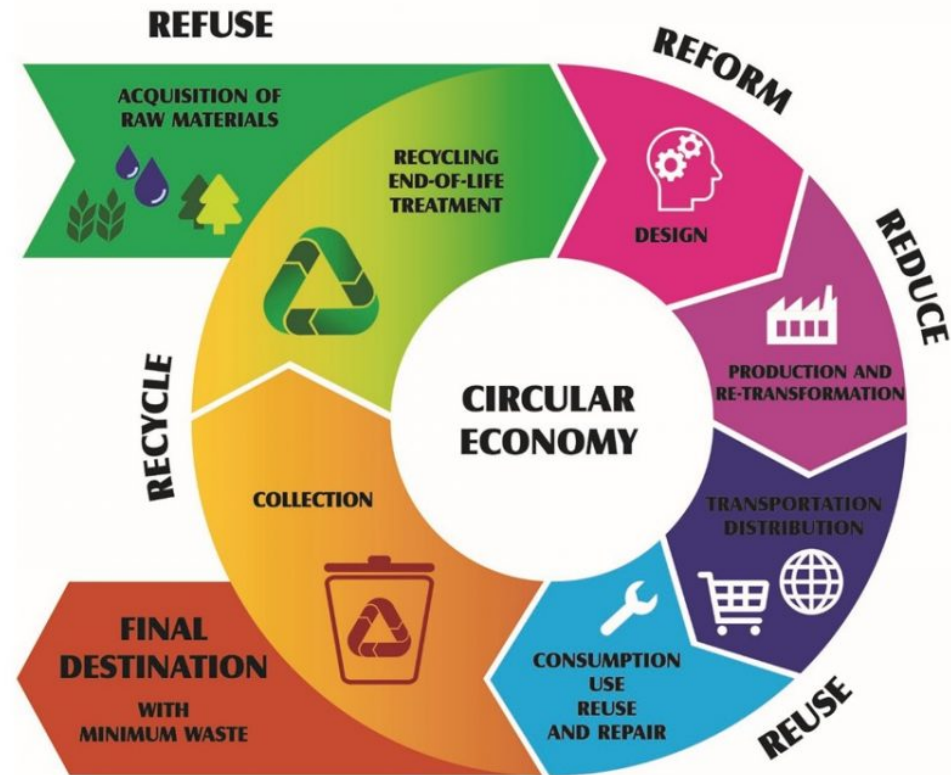 REFUSE
REFORM
ACQUISITION OF
RAW MATERIALS
RECYCLING
END-OF-LIFE
TREATMENT
DESIGN
REDUCE
PRODUCTION AND
RE-TRANSFORMATION
CIRCULAR
ECONOMY
RECYCLE
COLLECTION
TRANSPORTATION
DISTRIBUTION
FINAL
DESTINATION
WITH
MINIMUM WASTE
CONSUMPTION
USE
REUSE
AND REPAIR
REUSE